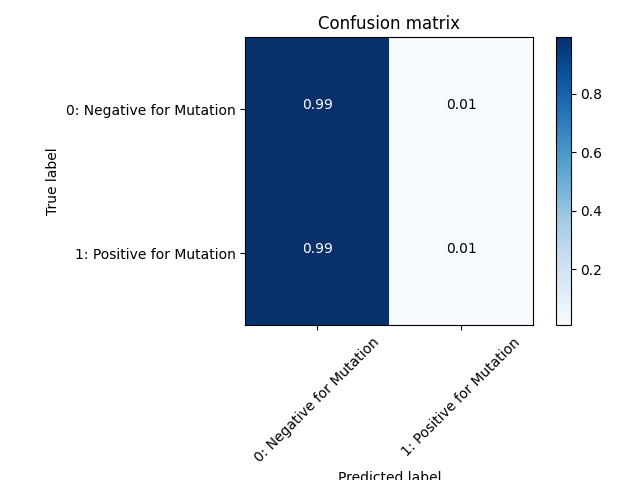 Confusion matrix
True label
0: Negative for Mutation
0.99
0.01
1: Positive for Mutation
0.99
0.01
0.8
0.6
0.4
0.2
0: Negative for Mutation
1: Positive for Mutation
Predicted label